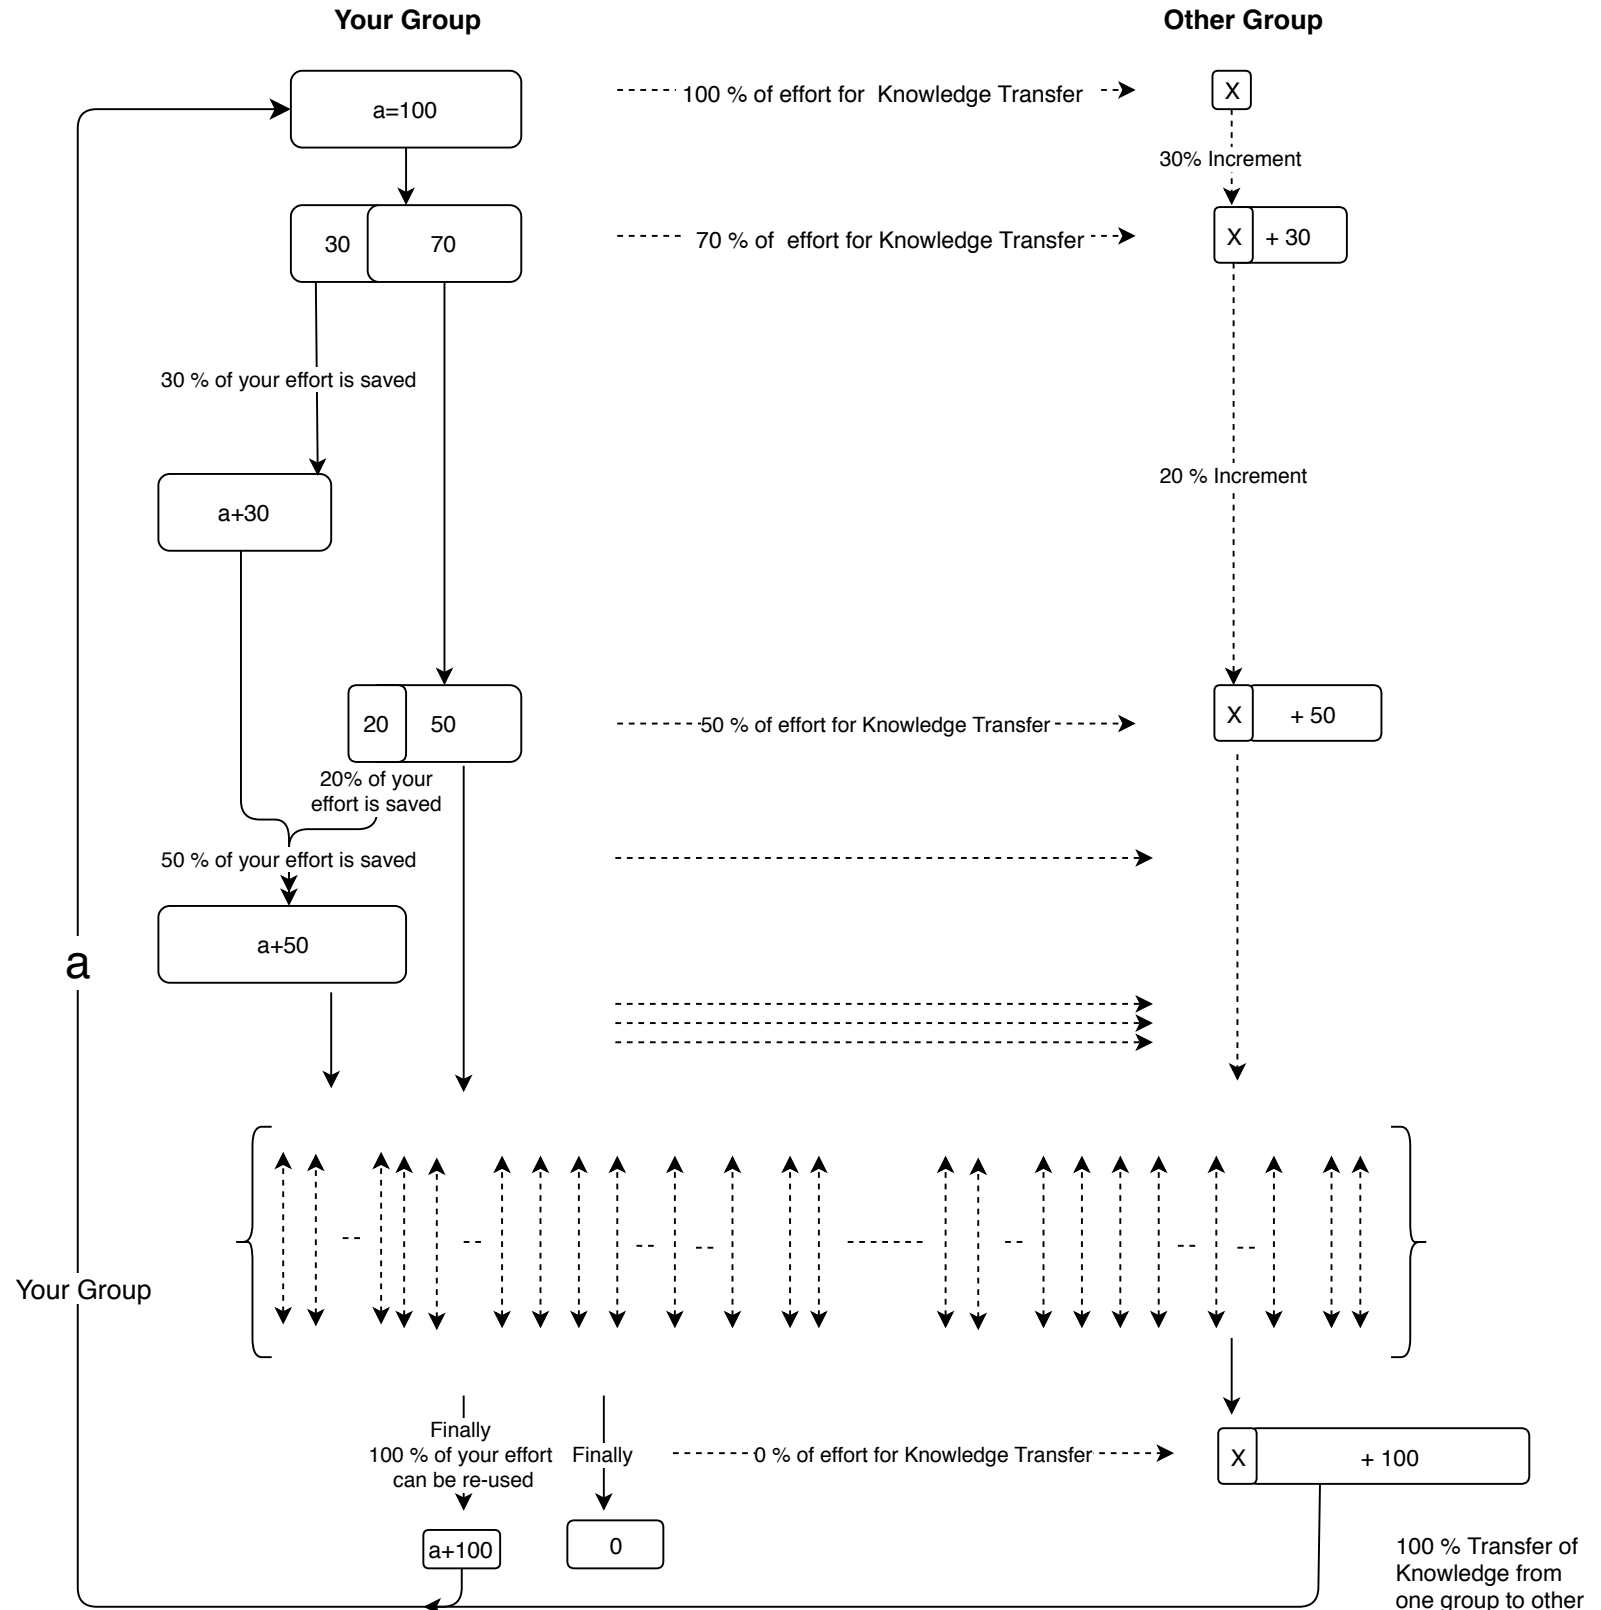 Your Group
Other Group
a=100
100 % of effort for Knowledge Transfer
X
30% Increment
30
70
70 % of effort for Knowledge Transfer
X
+ 30
30 % of your effort is saved
a+30
20 % Increment
20
50
50 % of effort for Knowledge Transfer
X
+ 50
20% of your
effort is saved
50 % of your effort is saved
a+50
a
Your Group
Finally
100 % of your effort
can be re-used
Finally
0 % of effort for Knowledge Transfer
X
+ 100
a+100
0
100 % Transfer of
Knowledge from
one group to other